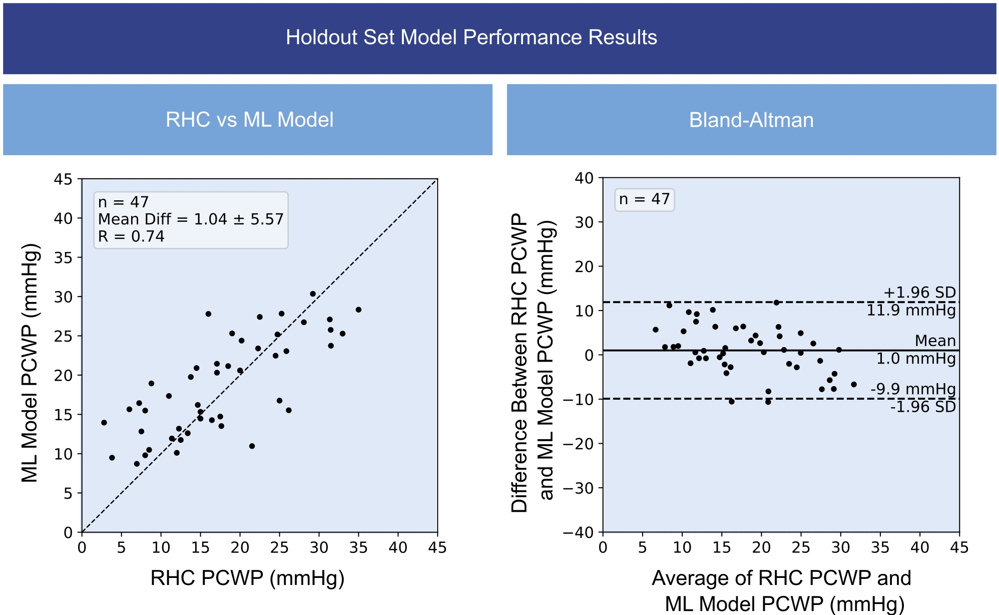 Holdout Set Model Performance Results
RHC vs ML Model
Bland-Altman
45
40
35
30
25
20
15
10
5
0
n = 47
Mean Diff = 1.04 ± 5.57
R = 0.74
ML Model PCWP (mmHg)
0 5 10 15 20 25 30 35 40 45
RHC PCWP (mmHg)
Difference Between RHC PCWP
and ML Model PCWP (mmHg)
40
30
20
10
0
−10
−20
−30
−40
n = 47
+1.96 SD
11.9 mmHg
Mean
1.0 mmHg
-9.9 mmHg
-1.96 SD
0 5 10 15 20 25 30 35 40 45
Average of RHC PCWP and
ML Model PCWP (mmHg)